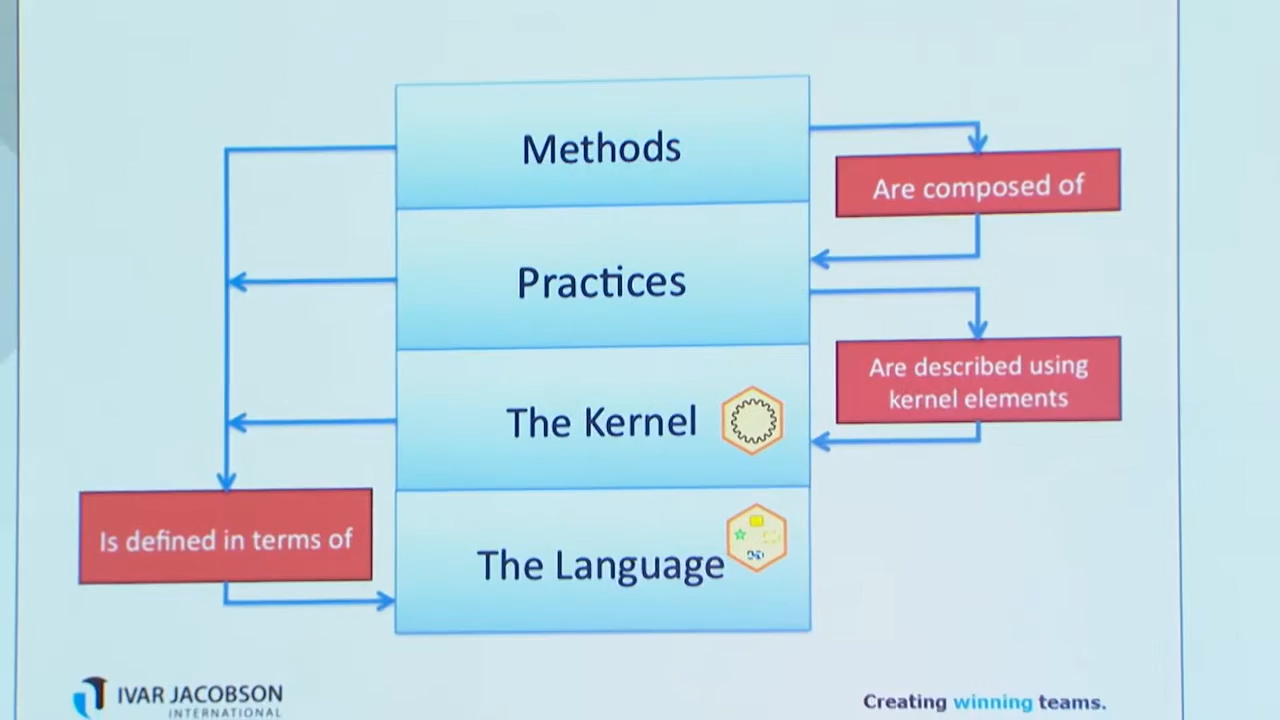 Methods
Are composed of
Practices
Are described using
kernel elements
The Kernel
Is defined in terms of
The Language
IVAR JACOBSON
INTERNATIONAL
Creating winning teams.